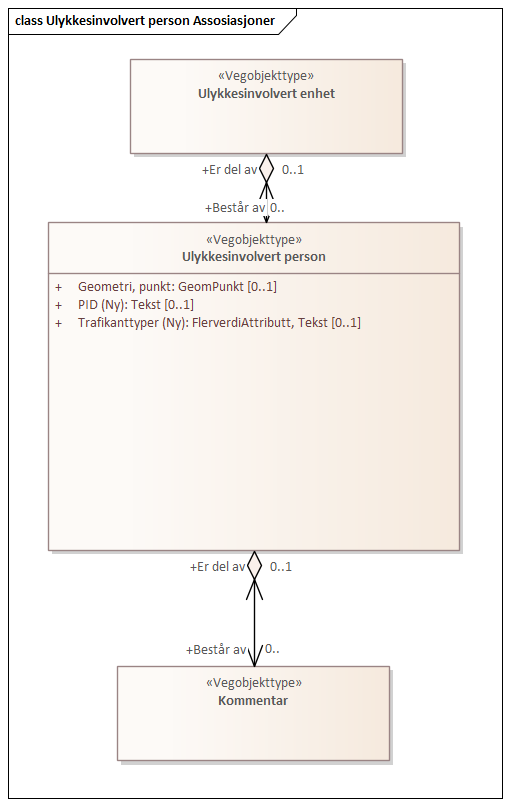 class Ulykkesinvolvert person Assosiasjoner
«Vegobjekttype»
Ulykkesinvolvert enhet
+Er del av 0..1
+Består av 0..
«Vegobjekttype»
Ulykkesinvolvert person
+ Geometri, punkt: GeomPunkt [0..1]
+ PID (Ny): Tekst [0..1]
+ Trafikanttyper (Ny): FlerverdiAttributt, Tekst [0..1]
+Er del av 0..1
+Består av 0..
«Vegobjekttype»
Kommentar